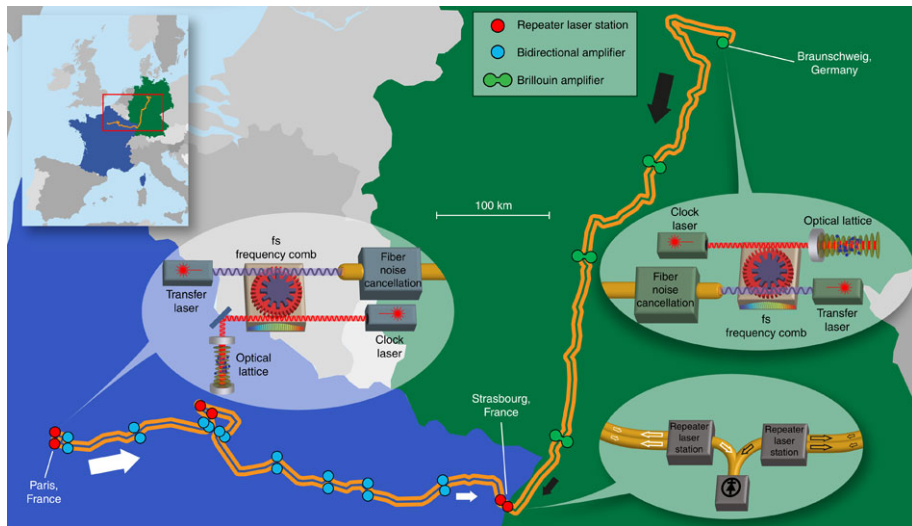 Repeater laser station
Bidirectional amplifier
Brillouin amplifier
Braunschweig,
Germany
100 km
fs
frequency comb
Fiber
noise
cancellation
Transfer
laser
Clock
laser
Optical
lattice
Clock
laser
Optical lattice
Fiber
noise
cancellation
fs
frequency comb
Transfer
laser
Strasbourg,
France
Repeater
laser
station
Repeater
laser
station
Paris,
France